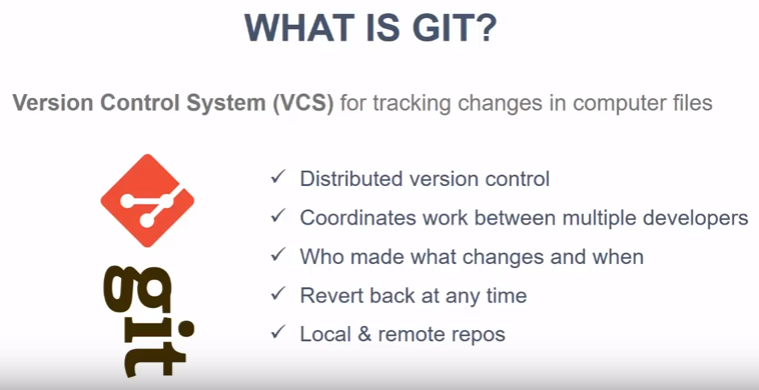 WHAT IS GIT?
Version Control System (VCS) for tracking changes in computer files
✓ Distributed version control
✓ Coordinates work between multiple developers
✓ Who made what changes and when
✓ Revert back at any time
✓ Local & remote repos
git